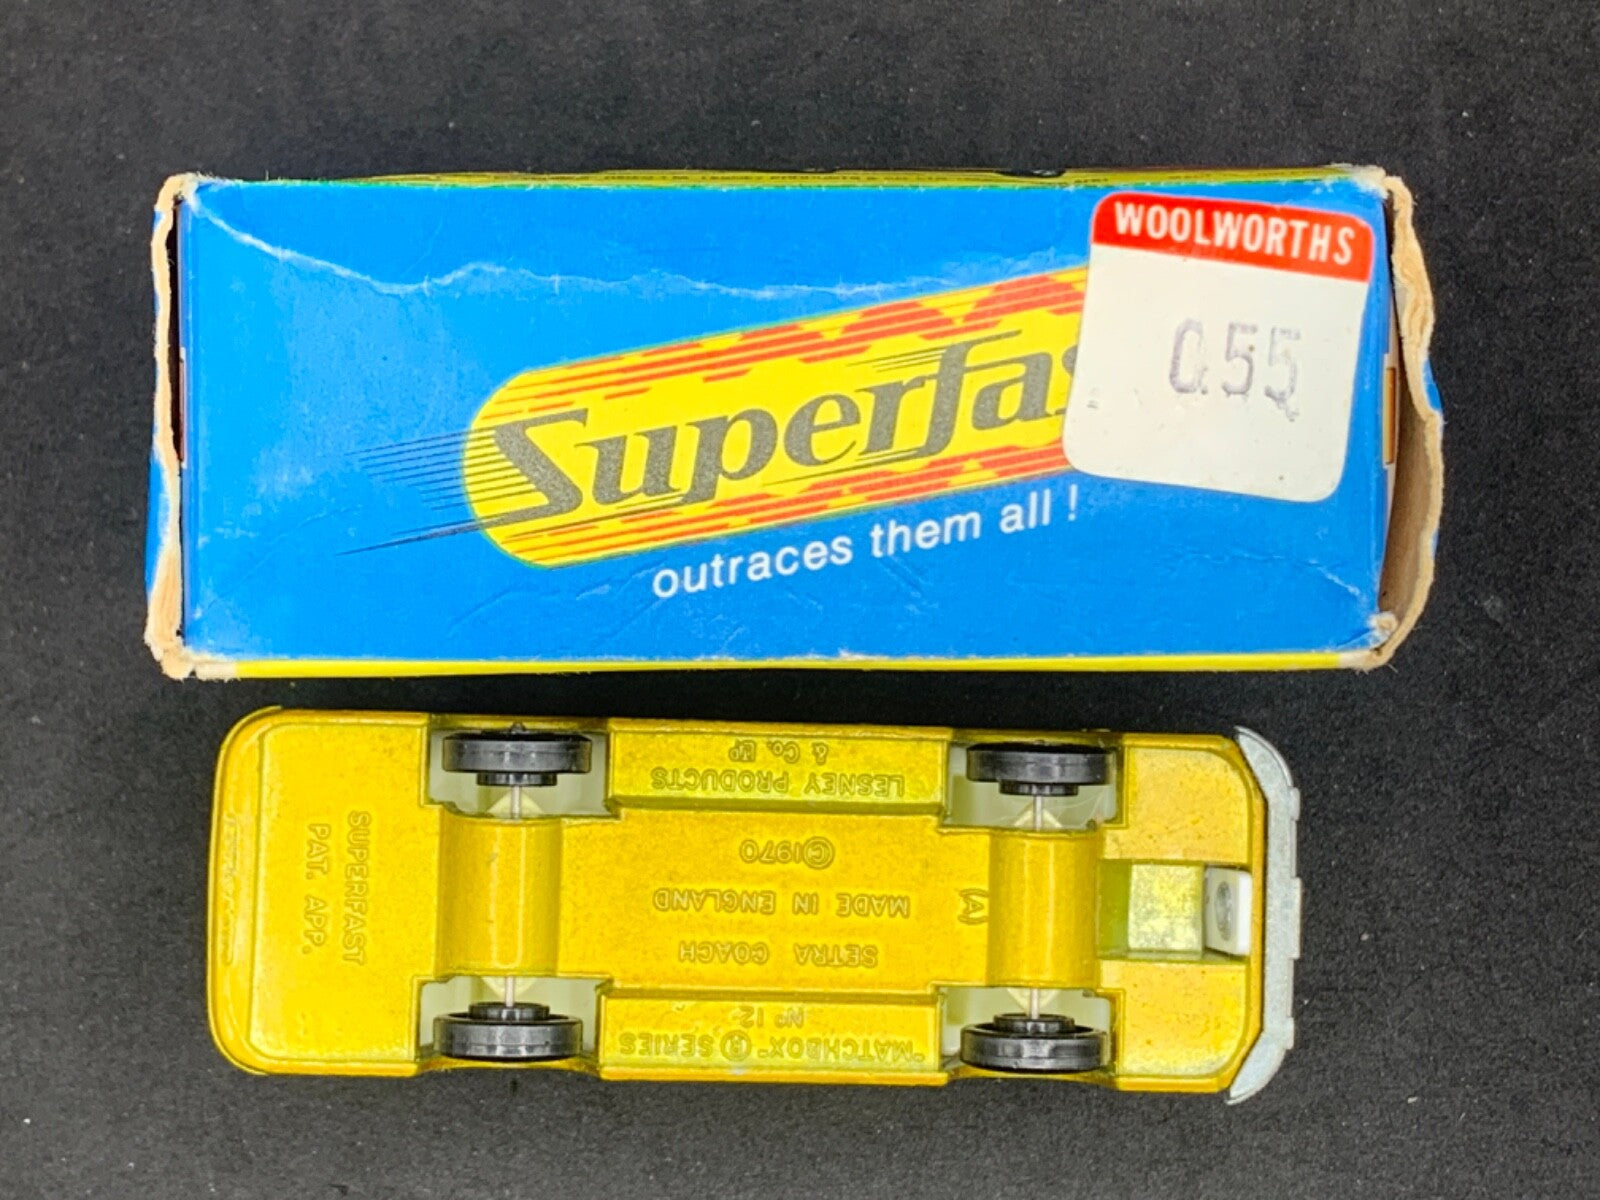 WOOLWORTHS
0.55
Superfas
outraces them all !
LESNEY PRODUCTS
& Co. LTD
©1970
MADE IN ENGLAND
(A)
SETRA COACH
"MATCHBOX" ® SERIES
Nº 12
SUPERFAST
PAT. APP.